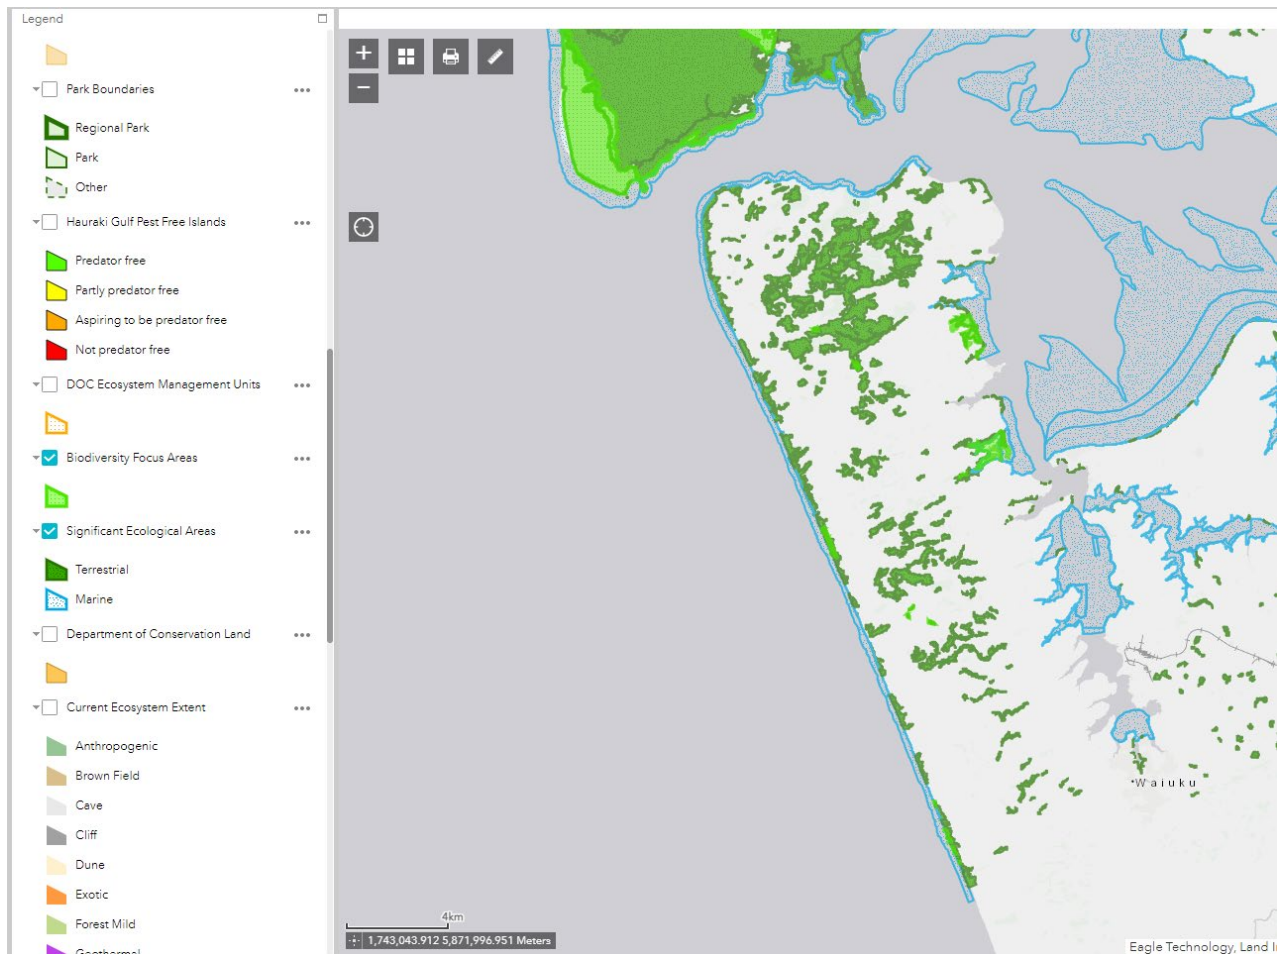 Legend
Park Boundaries
Regional Park
Park
Other
Hauraki Gulf Pest Free Islands
Predator free
Partly predator free
Aspiring to be predator free
Not predator free
DOC Ecosystem Management Units
Biodiversity Focus Areas
Significant Ecological Areas
Terrestrial
Marine
Department of Conservation Land
Current Ecosystem Extent
Anthropogenic
Brown Field
Cave
Cliff
Dune
Exotic
Forest Mild
Geothermal
Waiuku
4km
1,743,043.912 5,871,996.951 Meters
Eagle Technology, Land I